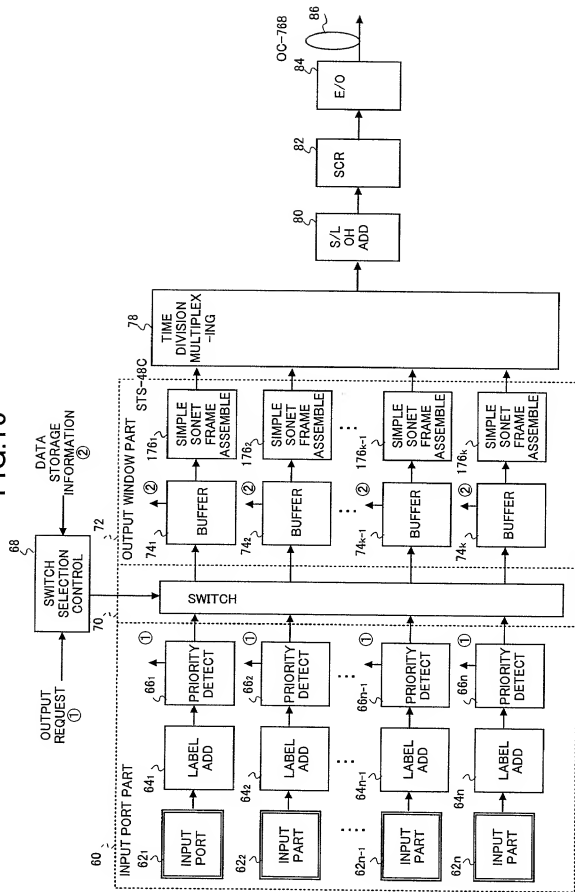 FIG.10
OUTPUT
REQUEST
①
68
SWITCH
SELECTION
CONTROL
DATA
STORAGE
INFORMATION
②
60
INPUT PORT PART
70
72
OUTPUT WINDOW PART
STS-48C
62₁
INPUT
PORT
64₁
LABEL
ADD
66₁
①
PRIORITY
DETECT
74₁
②
BUFFER
176₁
SIMPLE
SONET
FRAME
ASSEMBLE
62₂
INPUT
PART
64₂
LABEL
ADD
66₂
①
PRIORITY
DETECT
74₂
②
BUFFER
176₂
SIMPLE
SONET
FRAME
ASSEMBLE
62n-1
INPUT
PART
64n-1
LABEL
ADD
66n-1
①
PRIORITY
DETECT
74k-1
②
BUFFER
176k-1
SIMPLE
SONET
FRAME
ASSEMBLE
62n
INPUT
PART
64n
LABEL
ADD
66n
①
PRIORITY
DETECT
74k
②
BUFFER
176k
SIMPLE
SONET
FRAME
ASSEMBLE
SWITCH
78
TIME
DIVISION
MULTIPLEX
-ING
80
S/L
OH
ADD
82
SCR
84
E/O
OC-768
86